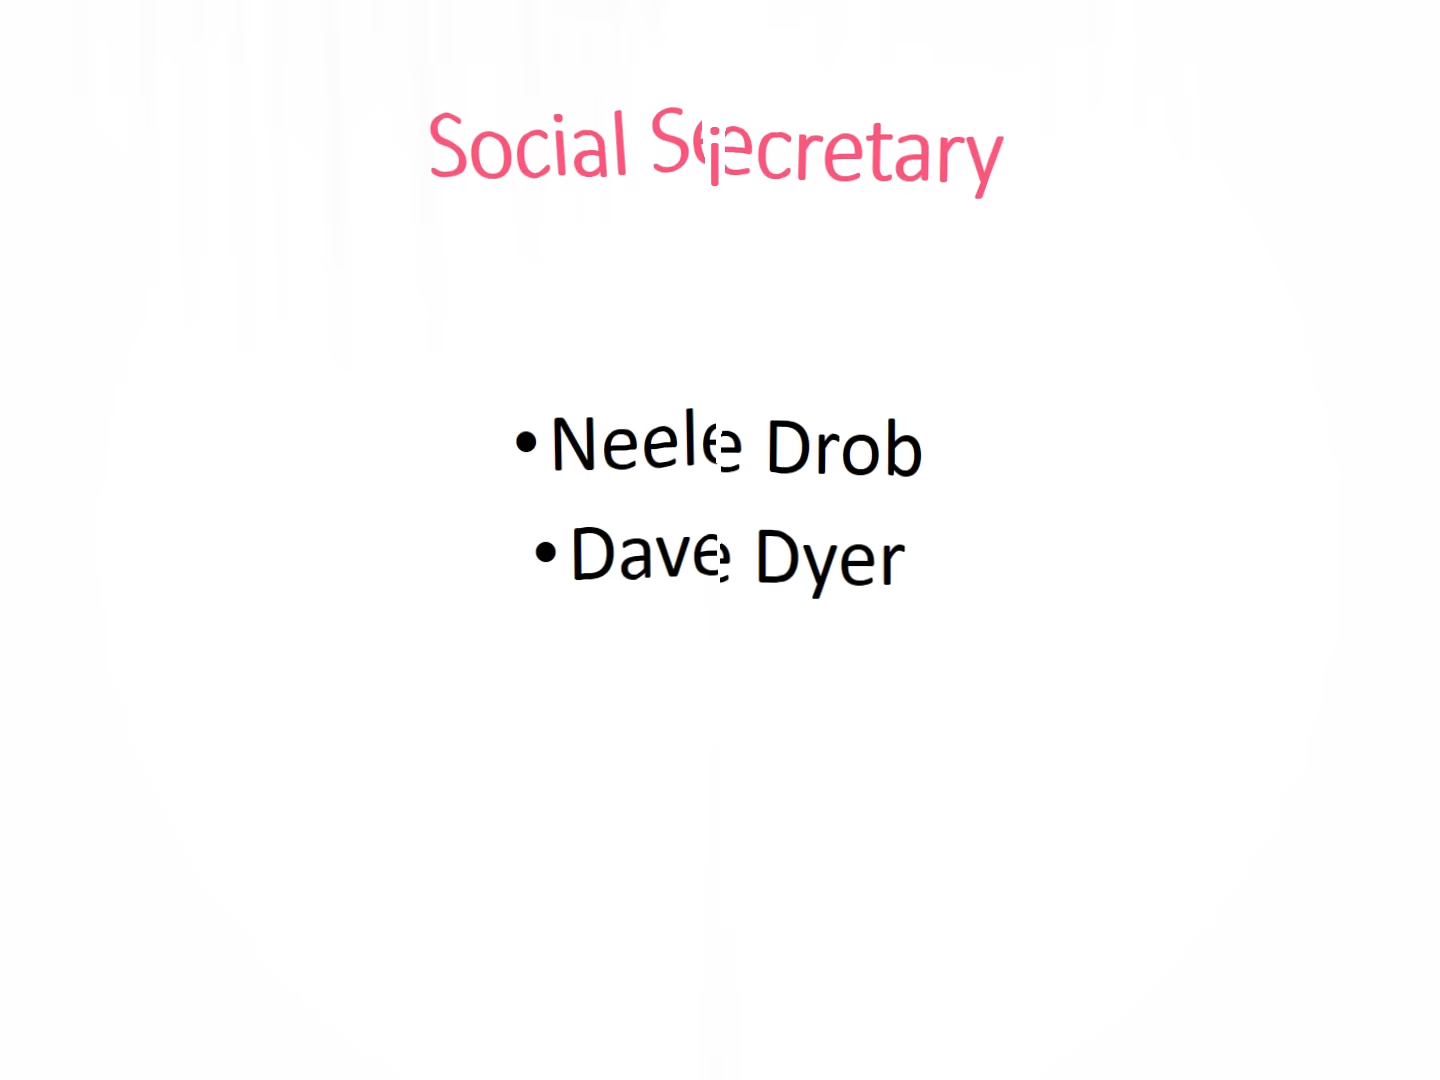 Social Secretary
• Neele Drob
• Dave Dyer